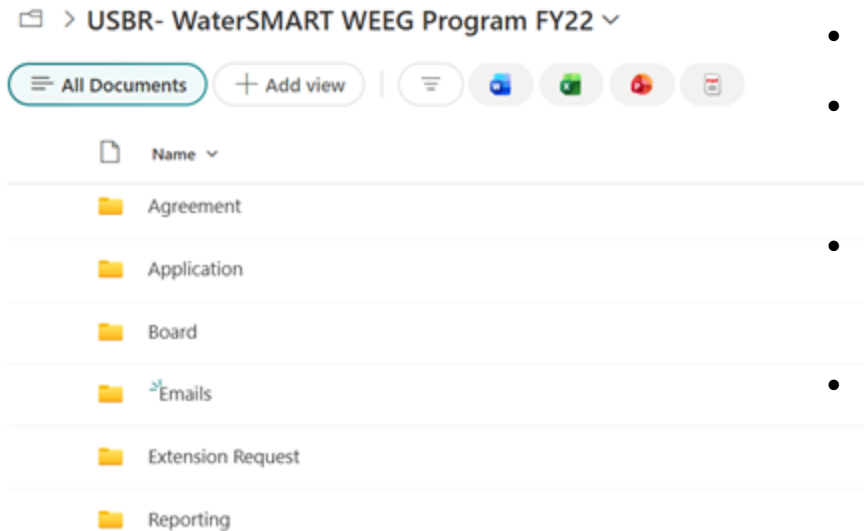 USBR- WaterSMART WEEG Program FY22
All Documents
Add view
Name
Agreement
Application
Board
Emails
Extension Request
Reporting